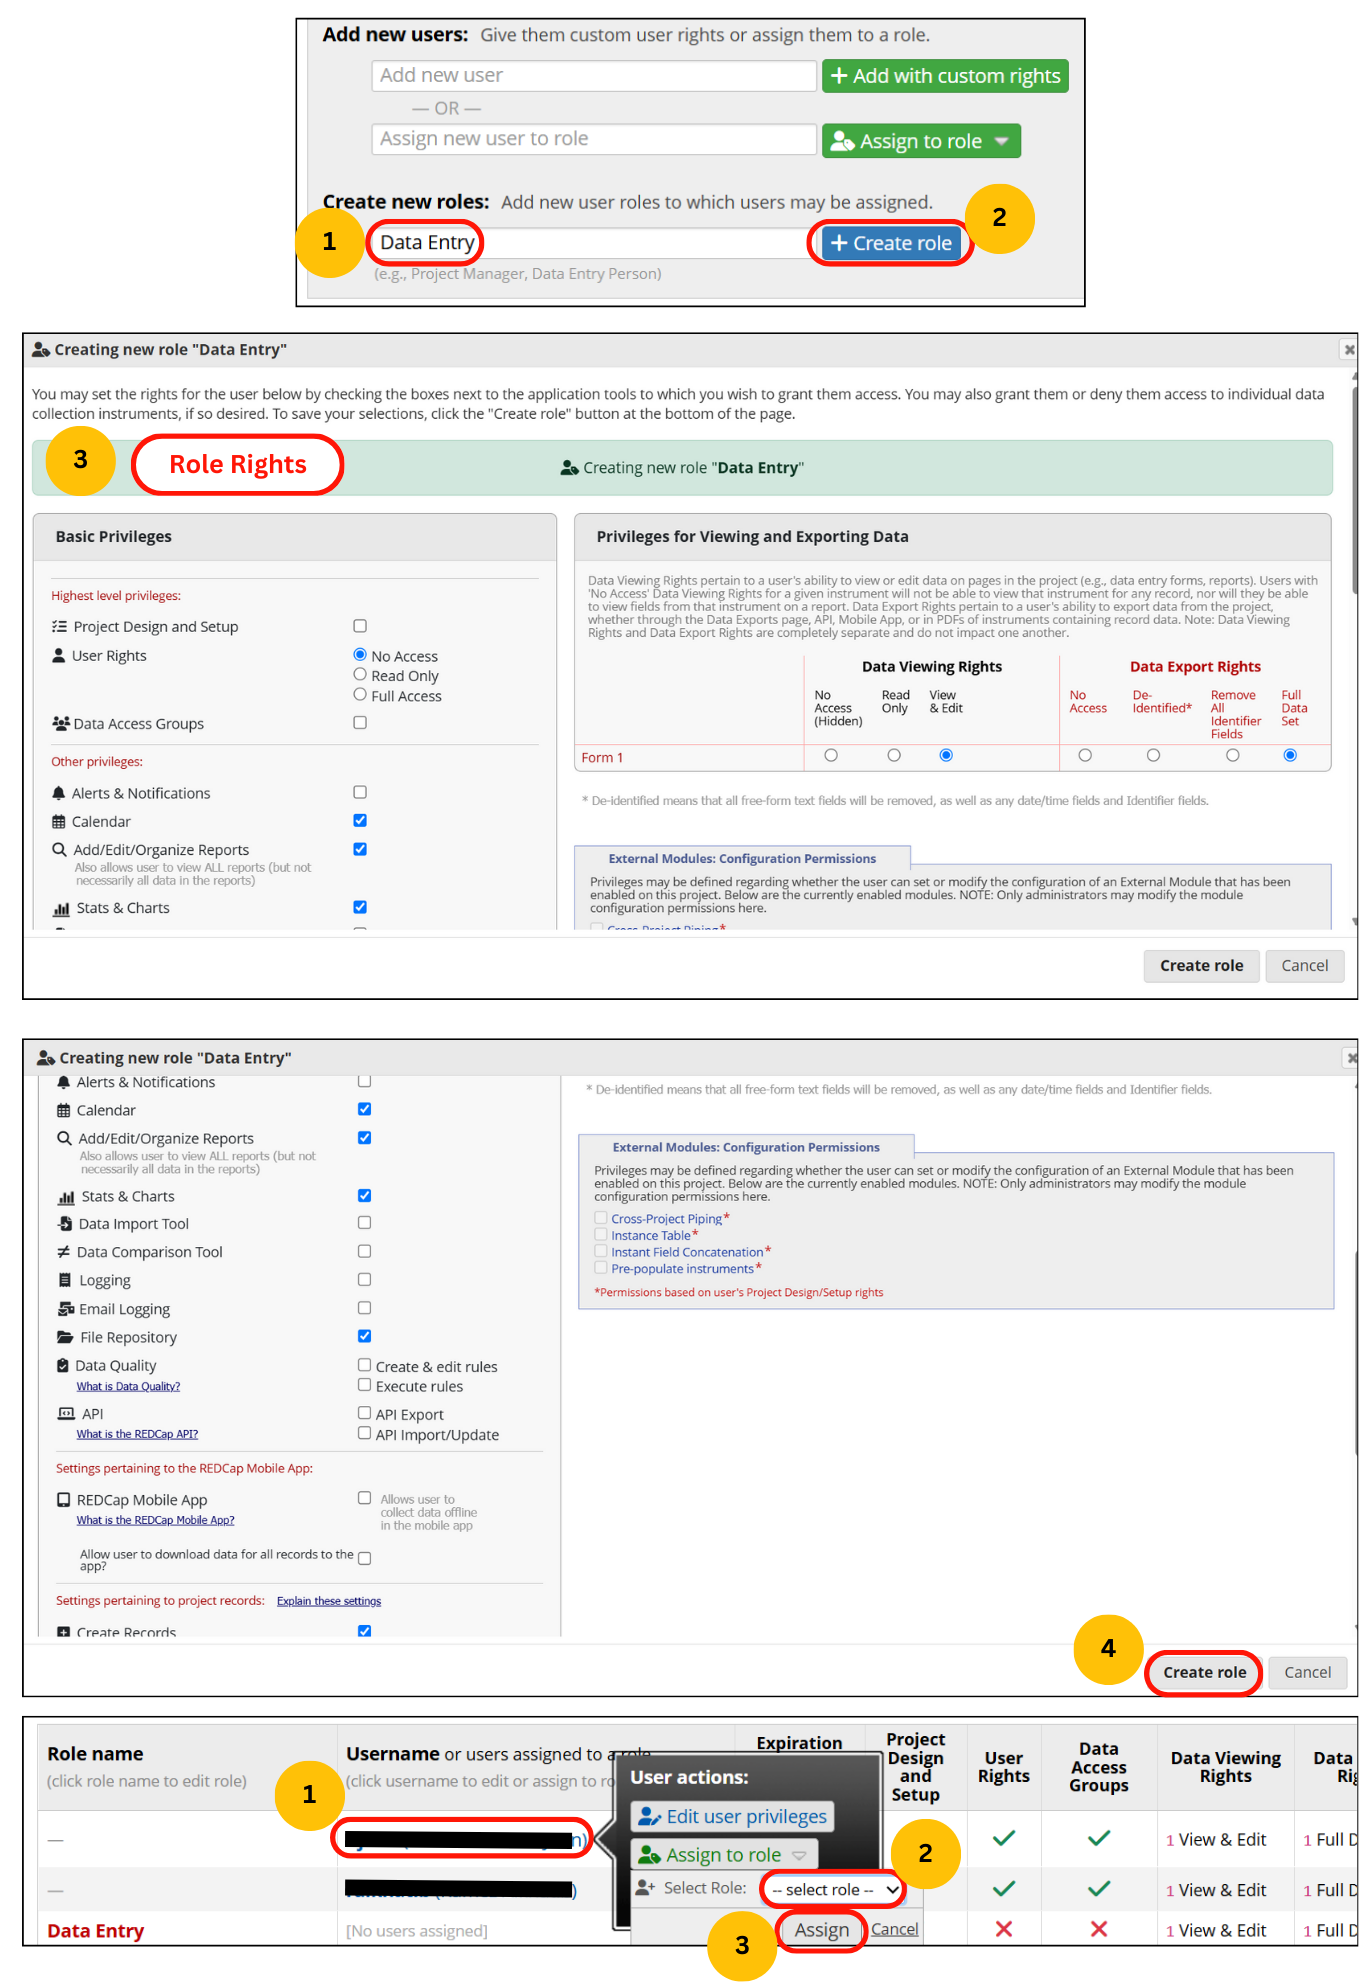 Add new users: Give them custom user rights or assign them to a role.
Add new user
+ Add with custom rights
— OR —
Assign new user to role
Assign to role
Create new roles: Add new user roles to which users may be assigned.
1
Data Entry
+ Create role
2
(e.g., Project Manager, Data Entry Person)
Creating new role "Data Entry"
You may set the rights for the user below by checking the boxes next to the application tools to which you wish to grant them access. You may also grant them or deny them access to individual data
collection instruments, if so desired. To save your selections, click the "Create role" button at the bottom of the page.
3
Role Rights
Creating new role "Data Entry"
Basic Privileges
Highest level privileges:
Project Design and Setup
User Rights
No Access
Read Only
Full Access
Data Access Groups
Other privileges:
Alerts & Notifications
Calendar
Add/Edit/Organize Reports
Also allows user to view ALL reports (but not
necessarily all data in the reports)
Stats & Charts
Privileges for Viewing and Exporting Data
Data Viewing Rights pertain to a user's ability to view or edit data on pages in the project (e.g., data entry forms, reports). Users with
'No Access' Data Viewing Rights for a given instrument will not be able to view that instrument for any record, nor will they be able
to view fields from that instrument on a report. Data Export Rights pertain to a user's ability to export data from the project,
whether through the Data Exports page, API, Mobile App, or in PDFs of instruments containing record data. Note: Data Viewing
Rights and Data Export Rights are completely separate and do not impact one another.
Data Viewing Rights
Data Export Rights
No
Access
(Hidden)
Read
Only
View
& Edit
No
Access
De-
Identified*
Remove
All
Identifier
Fields
Full
Data
Set
Form 1
* De-identified means that all free-form text fields will be removed, as well as any date/time fields and Identifier fields.
External Modules: Configuration Permissions
Privileges may be defined regarding whether the user can set or modify the configuration of an External Module that has been
enabled on this project. Below are the currently enabled modules. NOTE: Only administrators may modify the module
configuration permissions here.
Cross-Project Piping*
Create role
Cancel
Creating new role "Data Entry"
Alerts & Notifications
Calendar
Add/Edit/Organize Reports
Also allows user to view ALL reports (but not
necessarily all data in the reports)
Stats & Charts
Data Import Tool
Data Comparison Tool
Logging
Email Logging
File Repository
Data Quality
What is Data Quality?
Create & edit rules
Execute rules
API
What is the REDCap API?
API Export
API Import/Update
Settings pertaining to the REDCap Mobile App:
REDCap Mobile App
What is the REDCap Mobile App?
Allows user to
collect data offline
in the mobile app
Allow user to download data for all records to the
app?
Settings pertaining to project records: Explain these settings
Create Records
* De-identified means that all free-form text fields will be removed, as well as any date/time fields and Identifier fields.
External Modules: Configuration Permissions
Privileges may be defined regarding whether the user can set or modify the configuration of an External Module that has been
enabled on this project. Below are the currently enabled modules. NOTE: Only administrators may modify the module
configuration permissions here.
Cross-Project Piping*
Instance Table*
Instant Field Concatenation*
Pre-populate instruments*
*Permissions based on user's Project Design/Setup rights
4
Create role
Cancel
Role name
(click role name to edit role)
1
Username or users assigned to a role
(click username to edit or assign to ro
Expiration
Project
Design
and
Setup
User
Rights
Data
Access
Groups
Data Viewing
Rights
Data
Rig
User actions:
Edit user privileges
Assign to role
2
Select Role:
-- select role --
3
Assign
Cancel
—
n)
1 View & Edit
1 Full D
—
)
1 View & Edit
1 Full D
Data Entry
[No users assigned]
1 View & Edit
1 Full D